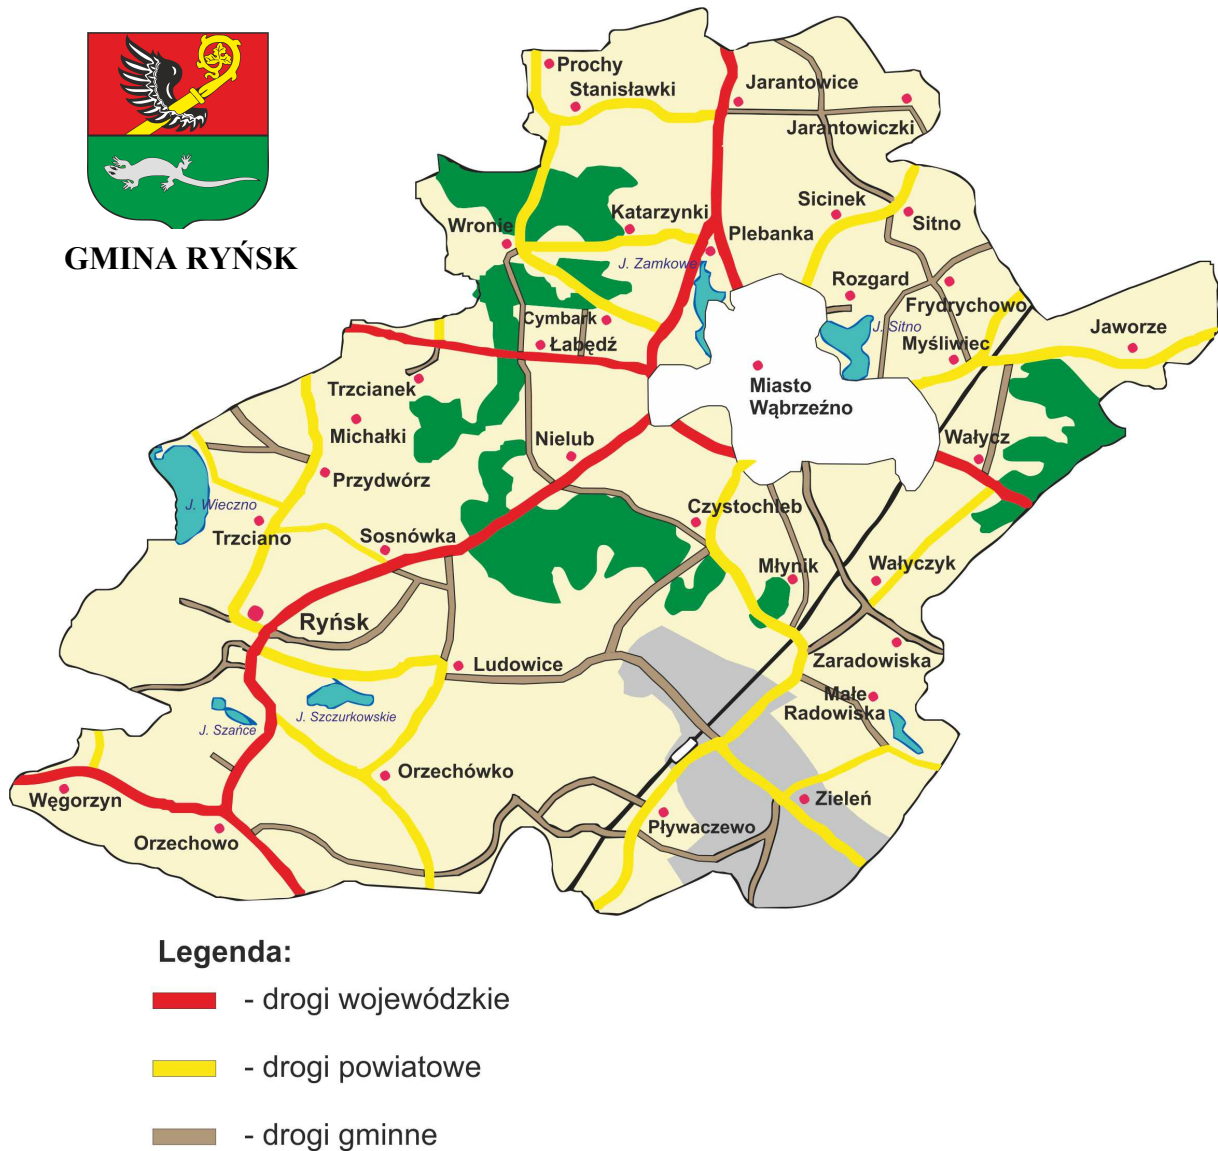 GMINA RYŃSK
Prochy
Stanisławki
Jarantowice
Jarantowiczki
Sicinek
Sitno
Katarzynki
Wronie
Plebanka
J. Zamkowe
Rozgard
Frydrychowo
Cymbark
J. Sitno
Jaworze
Łabędź
Myśliwiec
Trzcianek
Miasto
Wąbrzeźno
Michałki
Nielub
Wałycz
Przydwórz
J. Wieczno
Czystochleb
Trzciano
Sosnówka
Młynik
Wałyczyk
Ryńsk
Ludowice
Zaradowiska
Małe
Radowiska
J. Szczurkowskie
J. Szańce
Orzechówko
Węgorzyn
Zieleń
Pływaczewo
Orzechowo
Legenda:
- drogi wojewódzkie
- drogi powiatowe
- drogi gminne